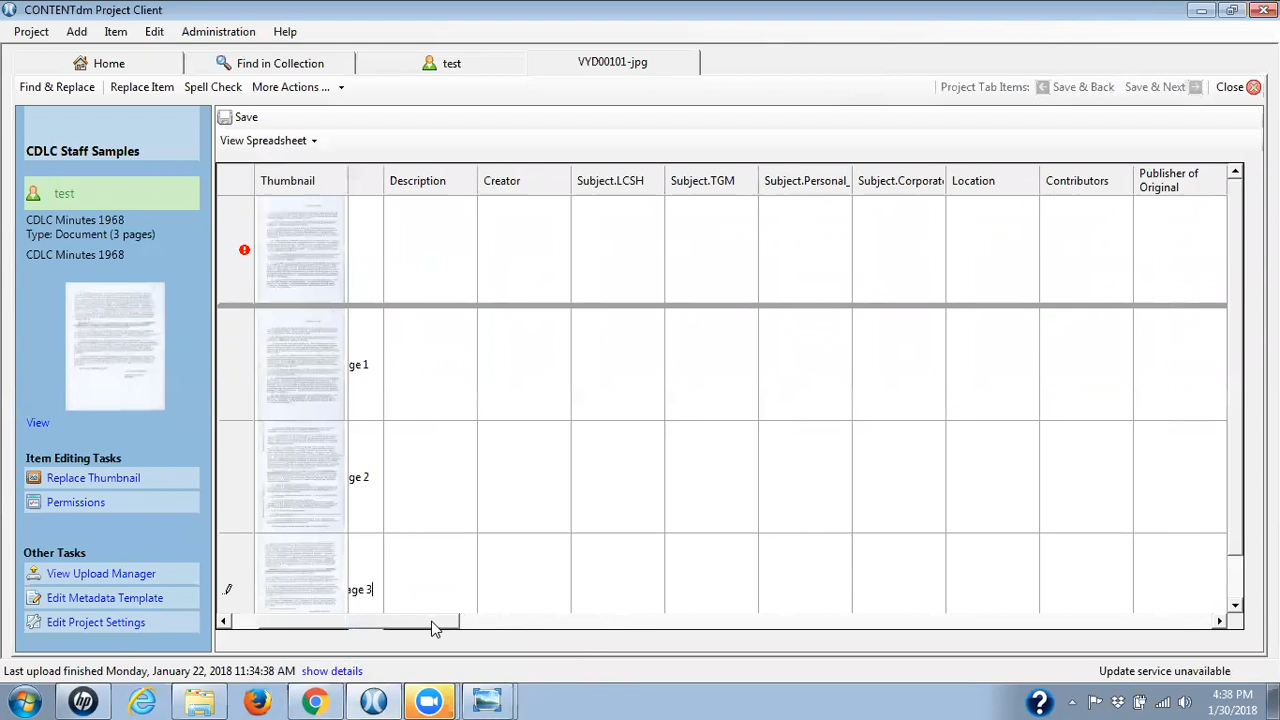 CONTENTdm Project Client
Project Add Item Edit Administration Help
Home Find in Collection test VYD00101-jpg
Find & Replace Replace Item Spell Check More Actions ... Project Tab Items: Save & Back Save & Next Close
CDLC Staff Samples
test
CDLC Minutes 1968
Type: Document (3 pages)
CDLC Minutes 1968
View
Editing Tasks
Replace Thumbnail
missions
Tasks
View Upload Manager
Metadata Template
Edit Project Settings
Save
View Spreadsheet
Thumbnail Description Creator Subject.LCSH Subject.TGM Subject.Personal_ Subject.Corporate Location Contributors Publisher of
Original
ge 1
ge 2
age 3
Last upload finished Monday, January 22, 2018 11:34:38 AM show details Update service unavailable
4:38 PM
1/30/2018